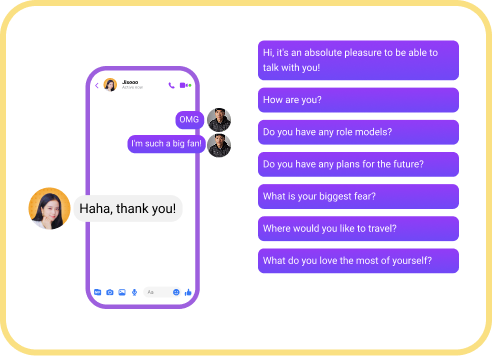 Jisooo
Active now
OMG
I'm such a big fan!
Haha, thank you!
Aa
Hi, it's an absolute pleasure to be able to
talk with you!
How are you?
Do you have any role models?
Do you have any plans for the future?
What is your biggest fear?
Where would you like to travel?
What do you love the most of yourself?